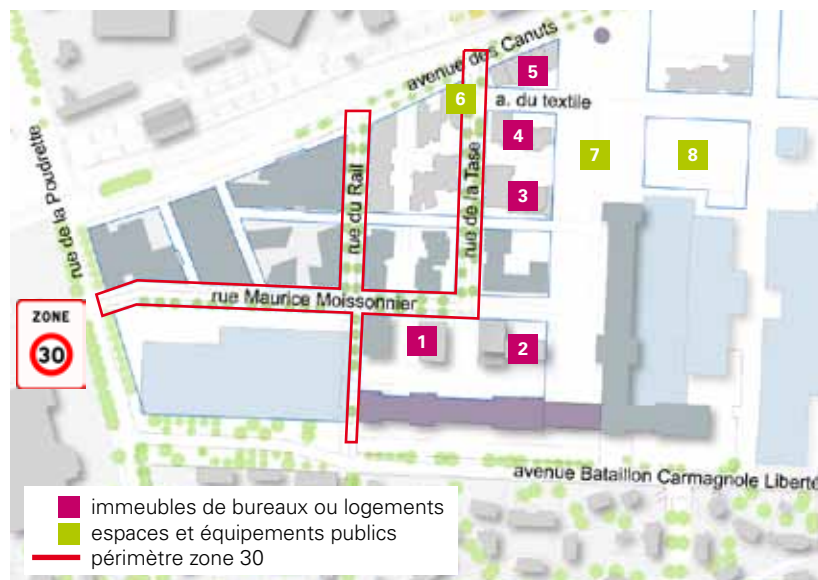 avenue des Canuts
5
6
a. du textile
4
7
8
rue de la Poudrette
rue du Rail
rue de la Tase
3
rue Maurice Moissonnier
ZONE
30
1
2
avenue Bataillon Carmagnole Liberté
immeubles de bureaux ou logements
espaces et équipements publics
périmètre zone 30